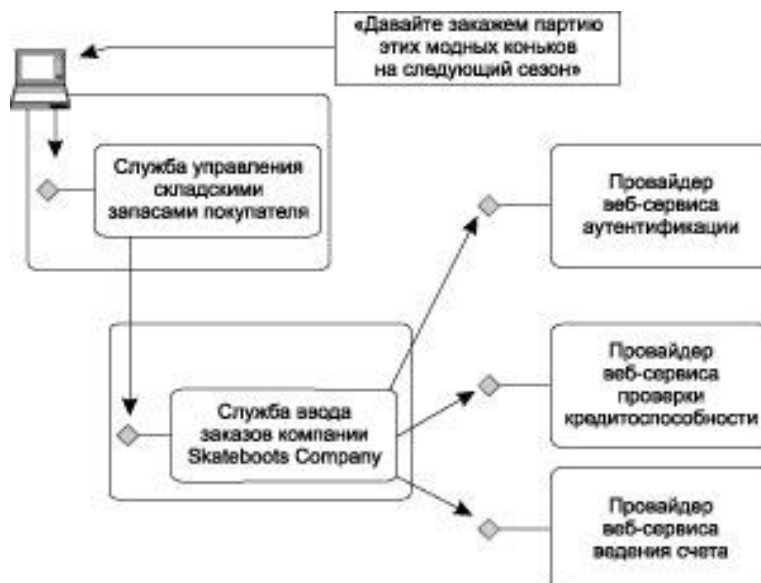 «Давайте закажем партию
этих модных коньков
на следующий сезон»
Служба управления
складскими
запасами покупателя
Провайдер
веб-сервиса
аутентификации
Провайдер
веб-сервиса
проверки
кредитоспособности
Служба ввода
заказов компании
Skateboots Company
Провайдер
веб-сервиса
ведения счета